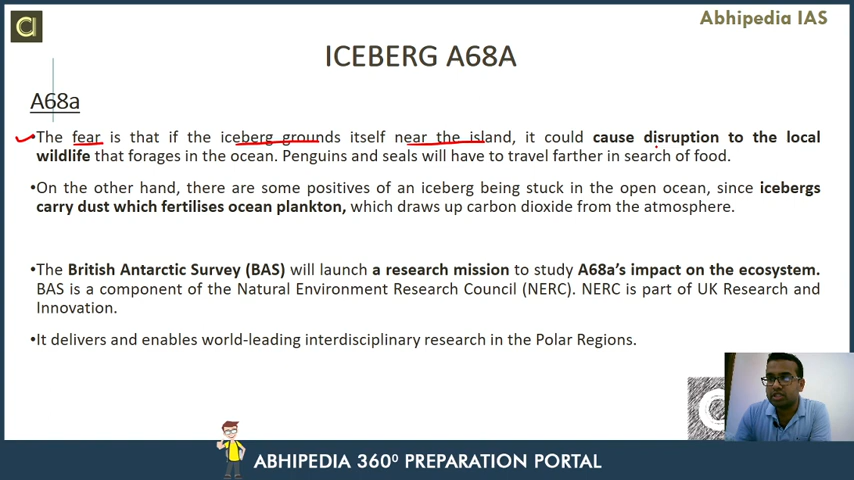 Abhipedia IAS
ICEBERG A68A
A68a
•The fear is that if the iceberg grounds itself near the island, it could cause disruption to the local
wildlife that forages in the ocean. Penguins and seals will have to travel farther in search of food.
•On the other hand, there are some positives of an iceberg being stuck in the open ocean, since icebergs
carry dust which fertilises ocean plankton, which draws up carbon dioxide from the atmosphere.
•The British Antarctic Survey (BAS) will launch a research mission to study A68a’s impact on the ecosystem.
BAS is a component of the Natural Environment Research Council (NERC). NERC is part of UK Research and
Innovation.
•It delivers and enables world-leading interdisciplinary research in the Polar Regions.
ABHIPEDIA 360⁰ PREPARATION PORTAL